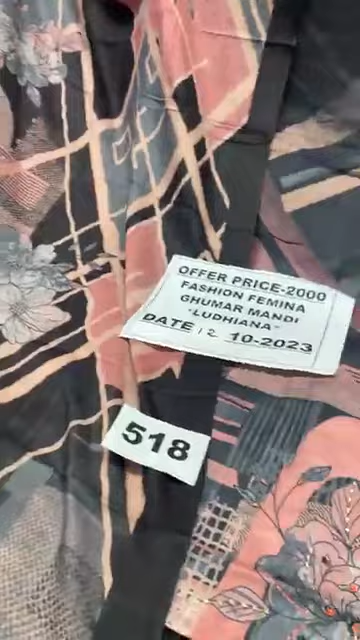 OFFER PRICE-2000
FASHION FEMINA
GHUMAR MANDI
"LUDHIANA"
DATE 12 10-2023
518